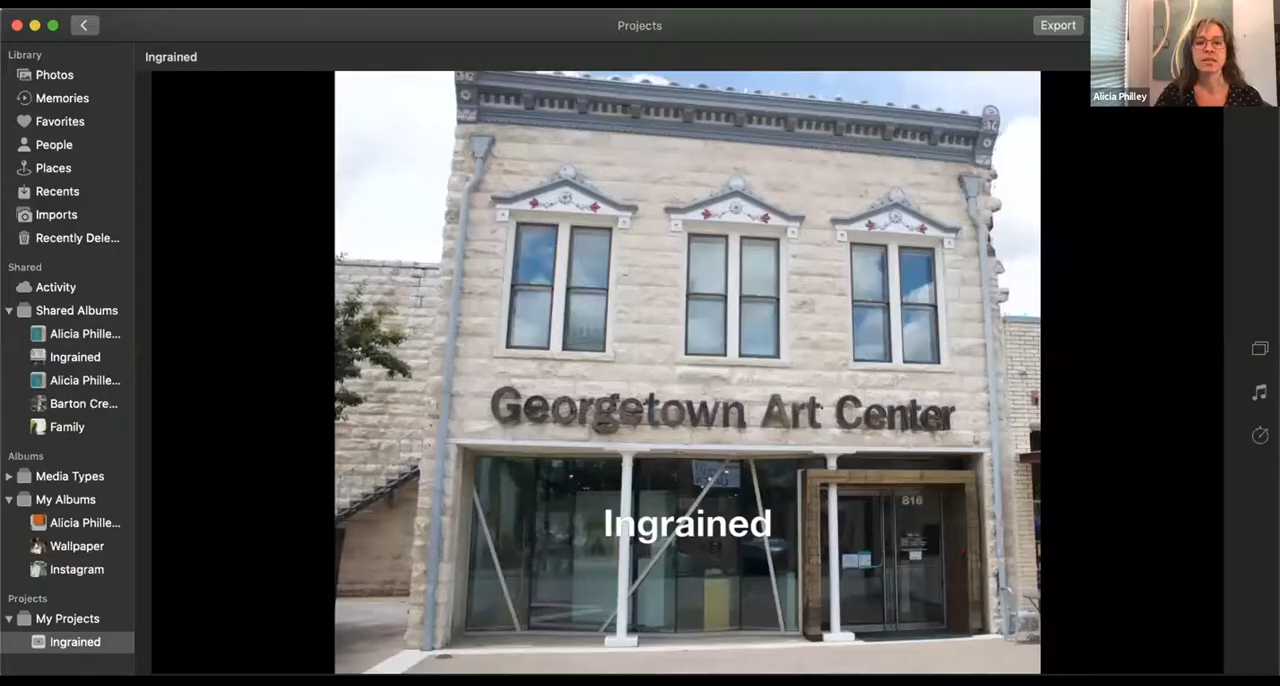 Projects
Export
Library
Photos
Memories
Favorites
People
Places
Recents
Imports
Recently Dele...
Shared
Activity
Shared Albums
Alicia Phille...
Ingrained
Alicia Phille...
Barton Cre...
Family
Albums
Media Types
My Albums
Alicia Phille...
Wallpaper
Instagram
Projects
My Projects
Ingrained
Ingrained
Georgetown Art Center
816
Ingrained
Alicia Philley